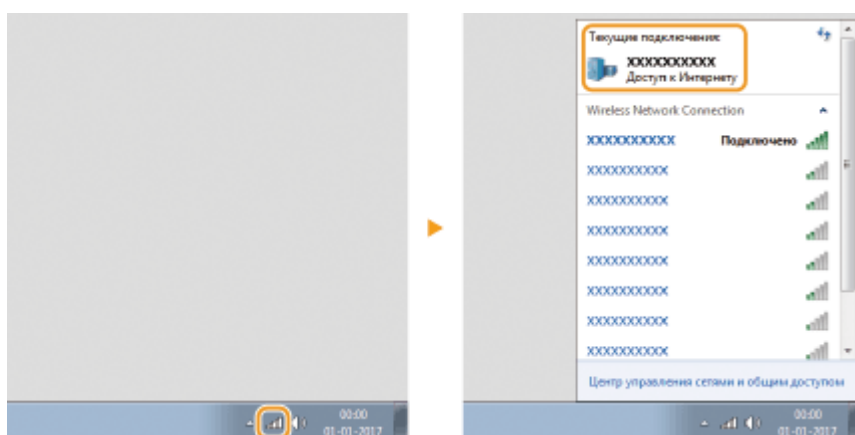 00:00
01-01-2017
Текущие подключения:
XXXXXXXXXX
Доступ к Интернету
Wireless Network Connection
XXXXXXXXXX Подключено
XXXXXXXXXX
XXXXXXXXXX
XXXXXXXXXX
XXXXXXXXXX
XXXXXXXXXX
XXXXXXXXXX
XXXXXXXXXX
Центр управления сетями и общим доступом
00:00
01-01-2017